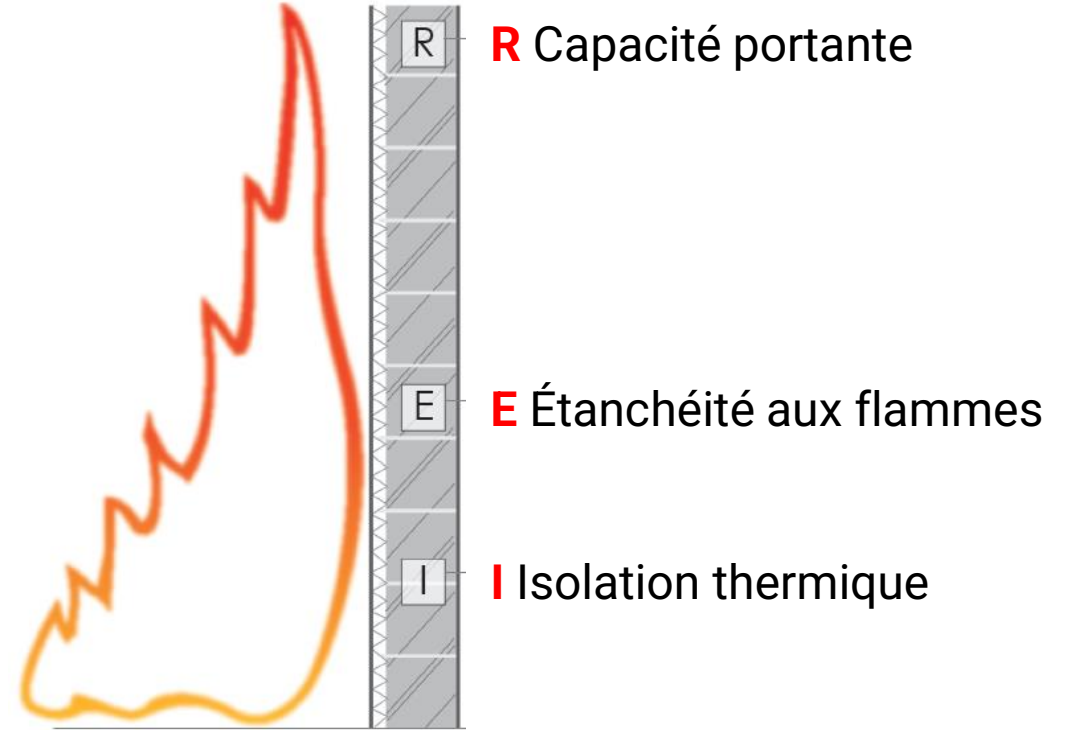 R R Capacité portante
E E Étanchéité aux flammes
I I Isolation thermique